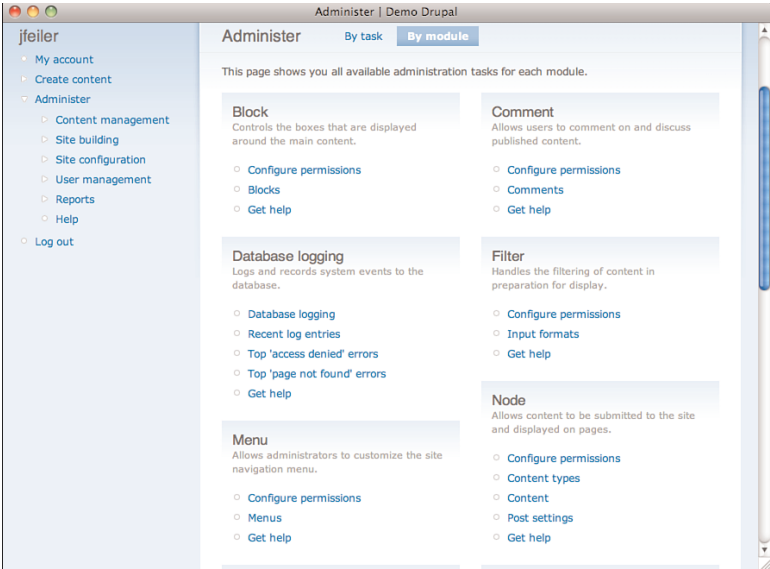 Administer | Demo Drupal
jfeiler
My account
Create content
Administer
Content management
Site building
Site configuration
User management
Reports
Help
Log out
Administer
By task
By module
This page shows you all available administration tasks for each module.
Block
Controls the boxes that are displayed
around the main content.
Configure permissions
Blocks
Get help
Database logging
Logs and records system events to the
database.
Database logging
Recent log entries
Top 'access denied' errors
Top 'page not found' errors
Get help
Menu
Allows administrators to customize the site
navigation menu.
Configure permissions
Menus
Get help
Comment
Allows users to comment on and discuss
published content.
Configure permissions
Comments
Get help
Filter
Handles the filtering of content in
preparation for display.
Configure permissions
Input formats
Get help
Node
Allows content to be submitted to the site
and displayed on pages.
Configure permissions
Content types
Content
Post settings
Get help